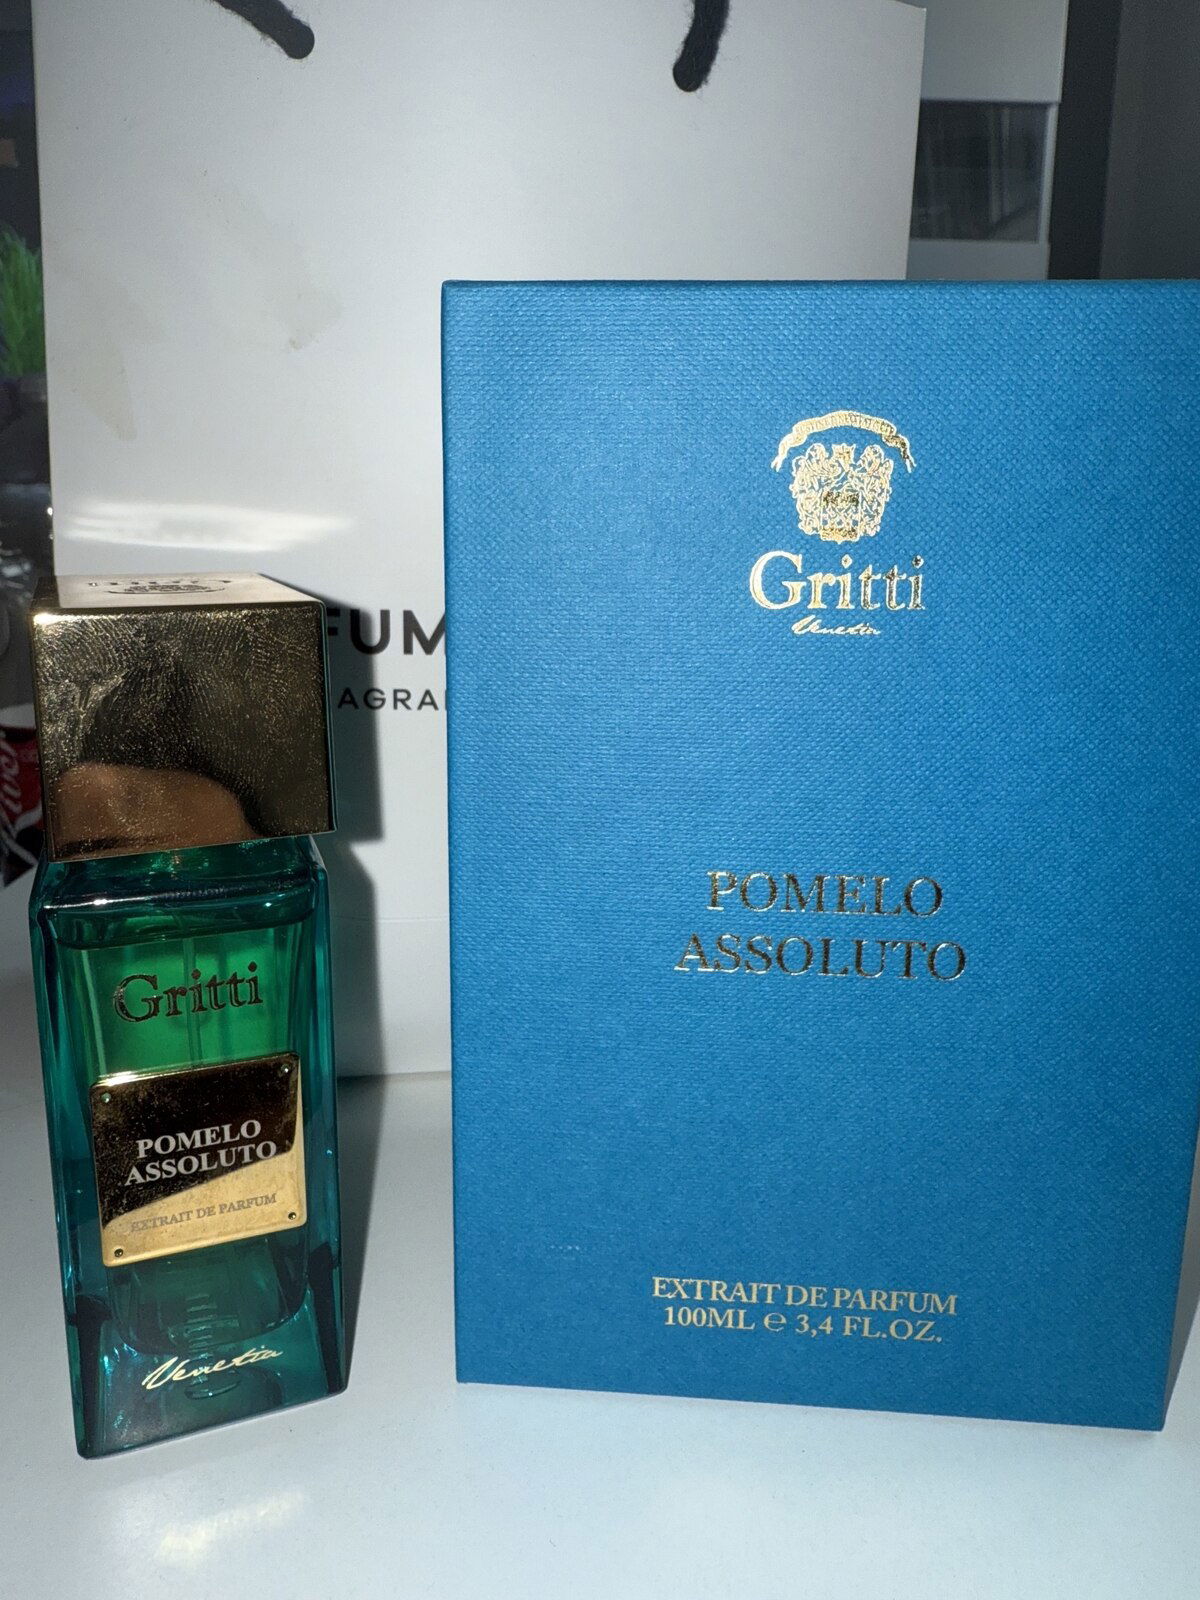 FUM
AGRA
Gritti
Venetia
POMELO
ASSOLUTO
EXTRAIT DE PARFUM
100ML ℮ 3,4 FL.OZ.
Gritti
POMELO
ASSOLUTO
EXTRAIT DE PARFUM
Venetia